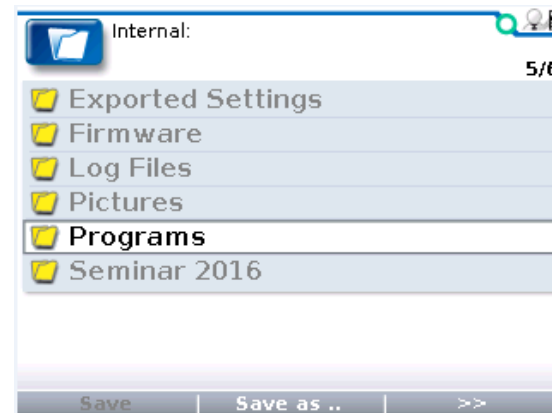 Internal:
5/6
Exported Settings
Firmware
Log Files
Pictures
Programs
Seminar 2016
Save | Save as .. | >>